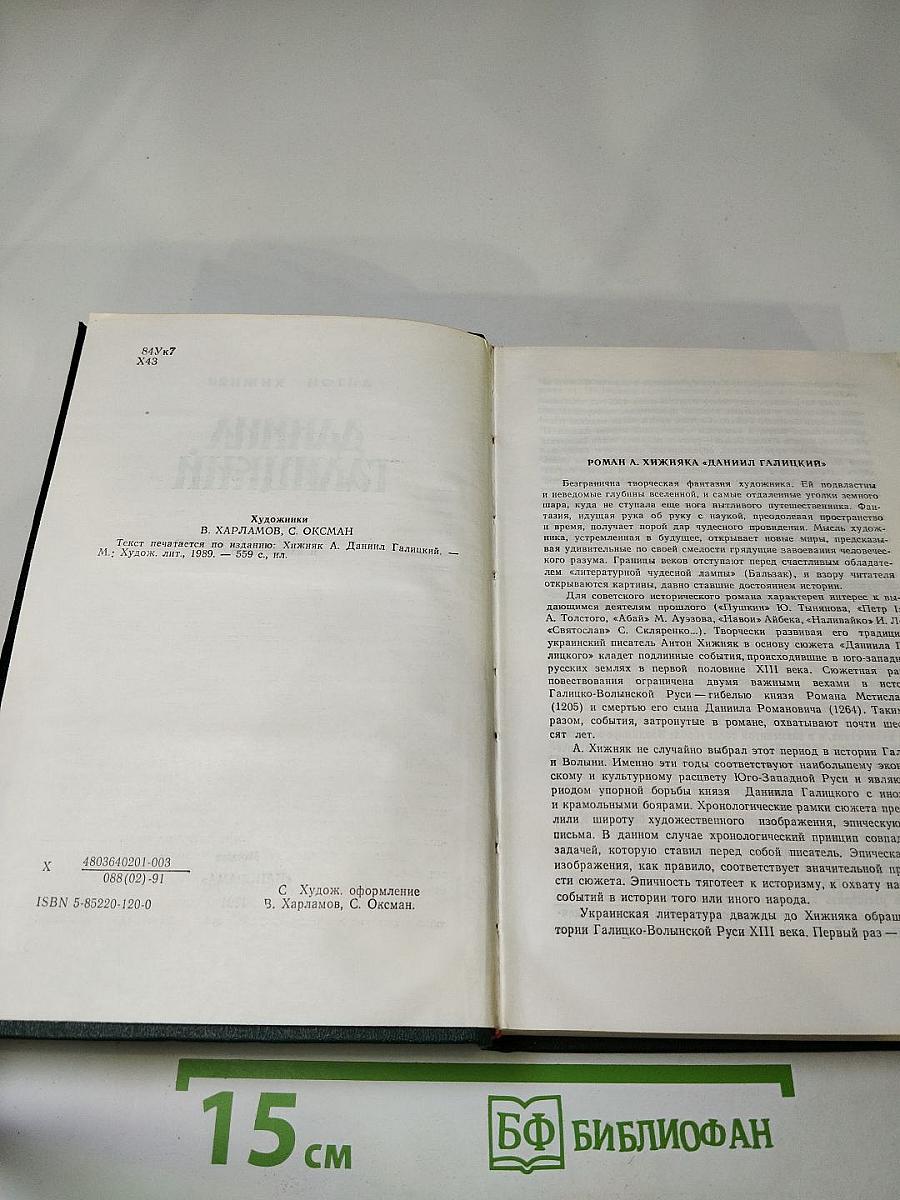 84Ук7
Х43
Художники
В. ХАРЛАМОВ, С. ОКСМАН
Текст печатается по изданию: Хижняк А. Даниил Галицкий. —
М.; Худож. лит., 1989. — 559 с., ил.
Х
4803640201-003
088(02)-91
ISBN 5-85220-120-0
С Худож. оформление
В. Харламов, С. Оксман.
РОМАН А. ХИЖНЯКА «ДАНИИЛ ГАЛИЦКИЙ»
Безгранична творческая фантазия художника. Ей подвластны
и неведомые глубины вселенной, и самые отдаленные уголки земного
шара, куда не ступала еще нога пытливого путешественника. Фан-
тазия, идущая рука об руку с наукой, преодолевая пространство
и время, получает порой дар чудесного провидения. Мысль худож-
ника, устремленная в будущее, открывает новые миры, предсказы-
вая удивительные по своей смелости грядущие завоевания человечес-
кого разума. Границы веков отступают перед счастливым обладате-
лем «литературной чудесной лампы» (Бальзак), и взору читателя
открываются картины, давно ставшие достоянием истории.
Для советского исторического романа характерен интерес к вы-
дающимся деятелям прошлого («Пушкин» Ю. Тынянова, «Петр
А. Толстого, «Абай» М. Ауэзова, «Навои» Айбека, «Наливайко» И. Л
«Святослав» С. Скляренко...). Творчески развивая его традици
украинский писатель Антон Хижняк в основу сюжета «Даниила Г
лицкого» кладет подлинные события, происходившие в юго-западн
русских землях в первой половине XIII века. Сюжетная ра
повествования ограничена двумя важными вехами в исто
Галицко-Волынской Руси — гибелью князя Романа Мстисла
(1205) и смертью его сына Даниила Романовича (1264). Таки
разом, события, затронутые в романе, охватывают почти шес
сят лет.
А. Хижняк не случайно выбрал этот период в истории Гал
и Волыни. Именно эти годы соответствуют наибольшему эко
скому и культурному расцвету Юго-Западной Руси и являю
риодом упорной борьбы князя Даниила Галицкого с ино
и крамольными боярами. Хронологические рамки сюжета пре
лили широту художественного изображения, эпическую
письма. В данном случае хронологический принцип совпад
задачей, которую ставил перед собой писатель. Эпическа
изображения, как правило, соответствует значительной пр
сти сюжета. Эпичность тяготеет к историзму, к охвату на
событий в истории того или иного народа.
Украинская литература дважды до Хижняка обращ
тории Галицко-Волынской Руси XIII века. Первый раз —
15 см
БФ БИБЛИОФАН